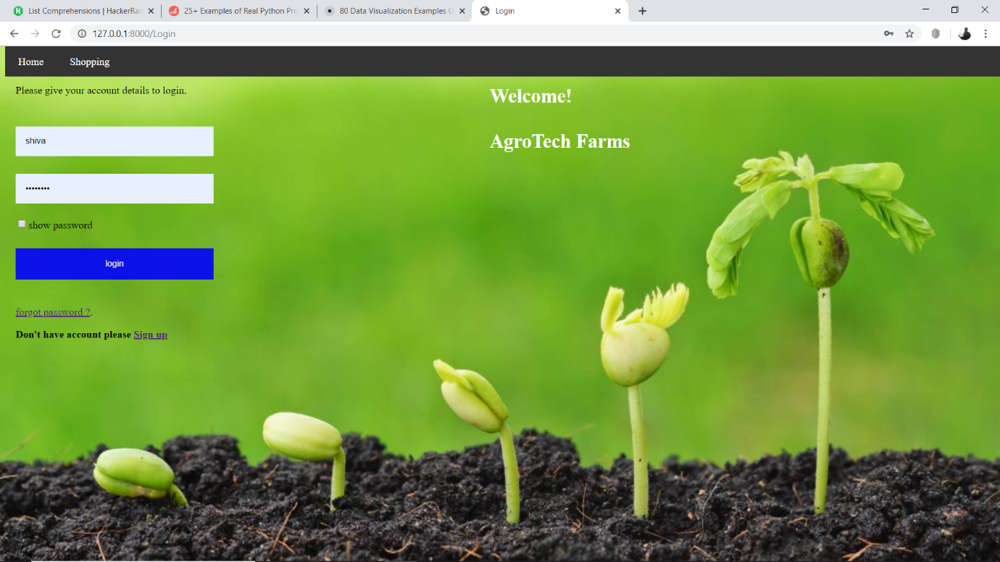 List Comprehensions | HackerRan
25+ Examples of Real Python Pro
80 Data Visualization Examples U
Login
127.0.0.1:8000/Login
Home Shopping
Please give your account details to login.
Welcome!
AgroTech Farms
shiva
••••••••
show password
login
forgot password ?.
Don't have account please Sign up